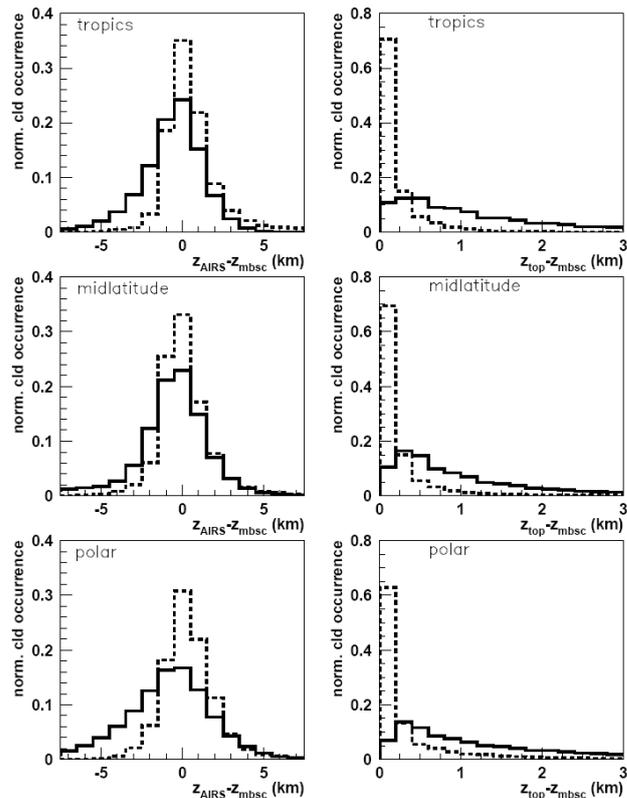 tropics
norm. cld occurrence
0.4
0.3
0.2
0.1
0
-5 0 5
z_AIRS-z_mbsc (km)
tropics
norm. cld occurrence
0.8
0.6
0.4
0.2
0
0 1 2 3
z_top-z_mbsc (km)
midlatitude
norm. cld occurrence
0.4
0.3
0.2
0.1
0
-5 0 5
z_AIRS-z_mbsc (km)
midlatitude
norm. cld occurrence
0.8
0.6
0.4
0.2
0
0 1 2 3
z_top-z_mbsc (km)
polar
norm. cld occurrence
0.4
0.3
0.2
0.1
0
-5 0 5
z_AIRS-z_mbsc (km)
polar
norm. cld occurrence
0.8
0.6
0.4
0.2
0
0 1 2 3
z_top-z_mbsc (km)